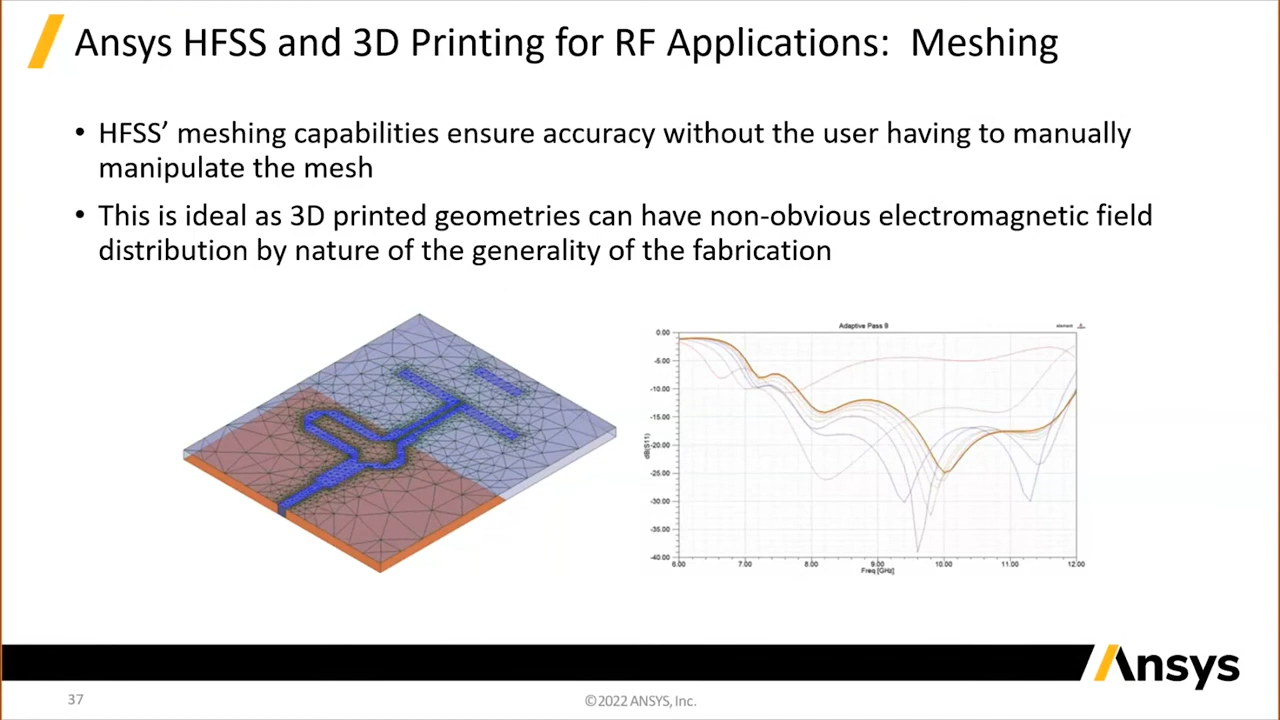 Ansys HFSS and 3D Printing for RF Applications:  Meshing
• HFSS’ meshing capabilities ensure accuracy without the user having to manually
manipulate the mesh
• This is ideal as 3D printed geometries can have non-obvious electromagnetic field
distribution by nature of the generality of the fabrication
Adaptive Pass 9
element
0.00
-5.00
-10.00
-15.00
-20.00
-25.00
-30.00
-35.00
-40.00
dB(S11)
6.00 7.00 8.00 9.00 10.00 11.00 12.00
Freq [GHz]
Ansys
37
©2022 ANSYS, Inc.